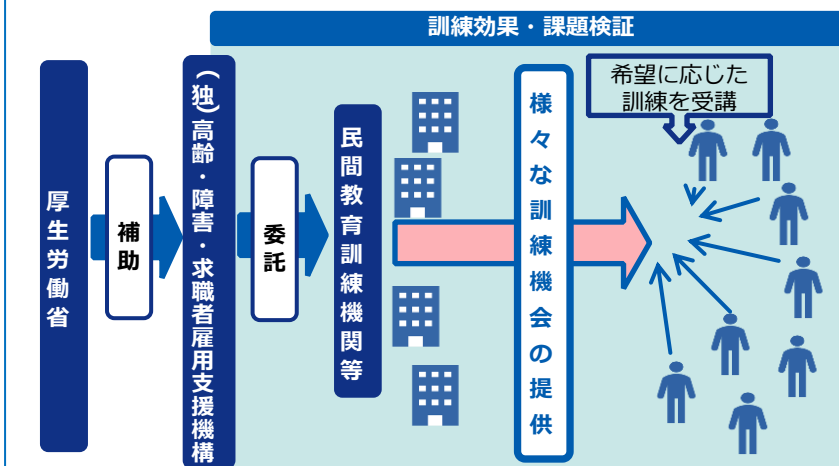 訓練効果・課題検証
厚生労働省
補助
(独)高齢・障害・求職者雇用支援機構
委託
民間教育訓練機関等
様々な訓練機会の提供
希望に応じた
訓練を受講